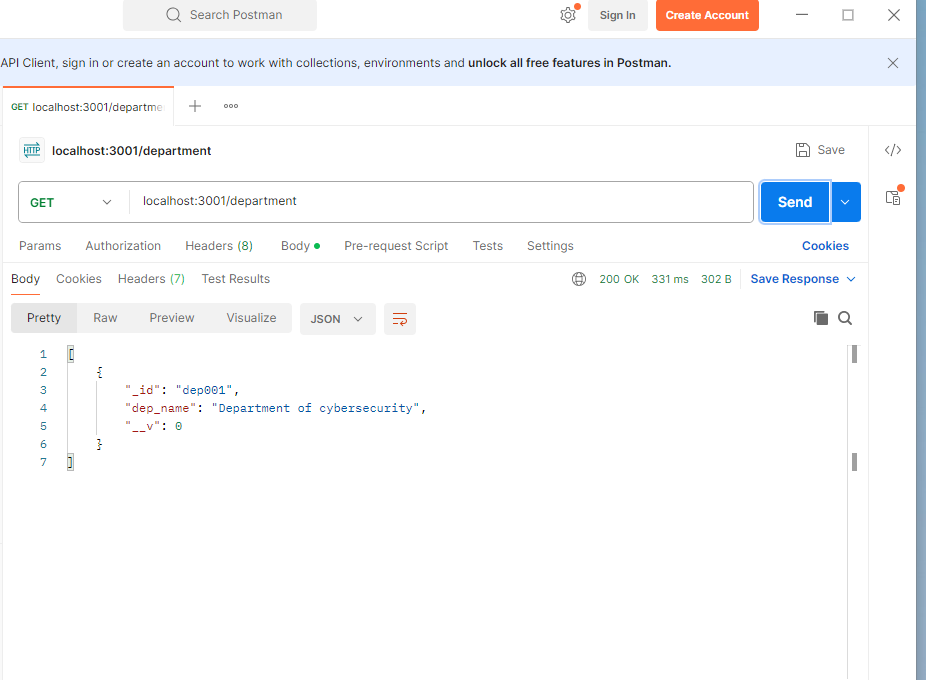 Search Postman
Sign In
Create Account
API Client, sign in or create an account to work with collections, environments and unlock all free features in Postman.
GET localhost:3001/departme
HTTP localhost:3001/department
Save
GET localhost:3001/department
Send
Params Authorization Headers (8) Body Pre-request Script Tests Settings Cookies
Body Cookies Headers (7) Test Results 200 OK 331 ms 302 B Save Response
Pretty Raw Preview Visualize JSON
1 [
2 {
3 "_id": "dep001",
4 "dep_name": "Department of cybersecurity",
5 "__v": 0
6 }
7 ]